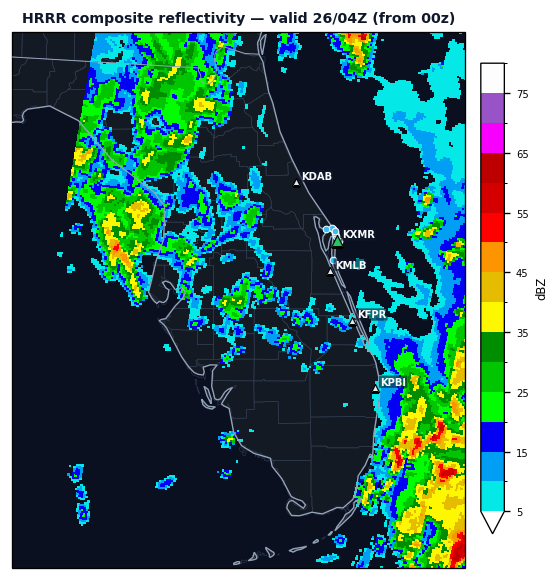 HRRR composite reflectivity — valid 26/04Z (from 00z)
KDAB
KXMR
KMLB
KFPR
KPBI
75
65
55
45
35
25
15
5
dBZ